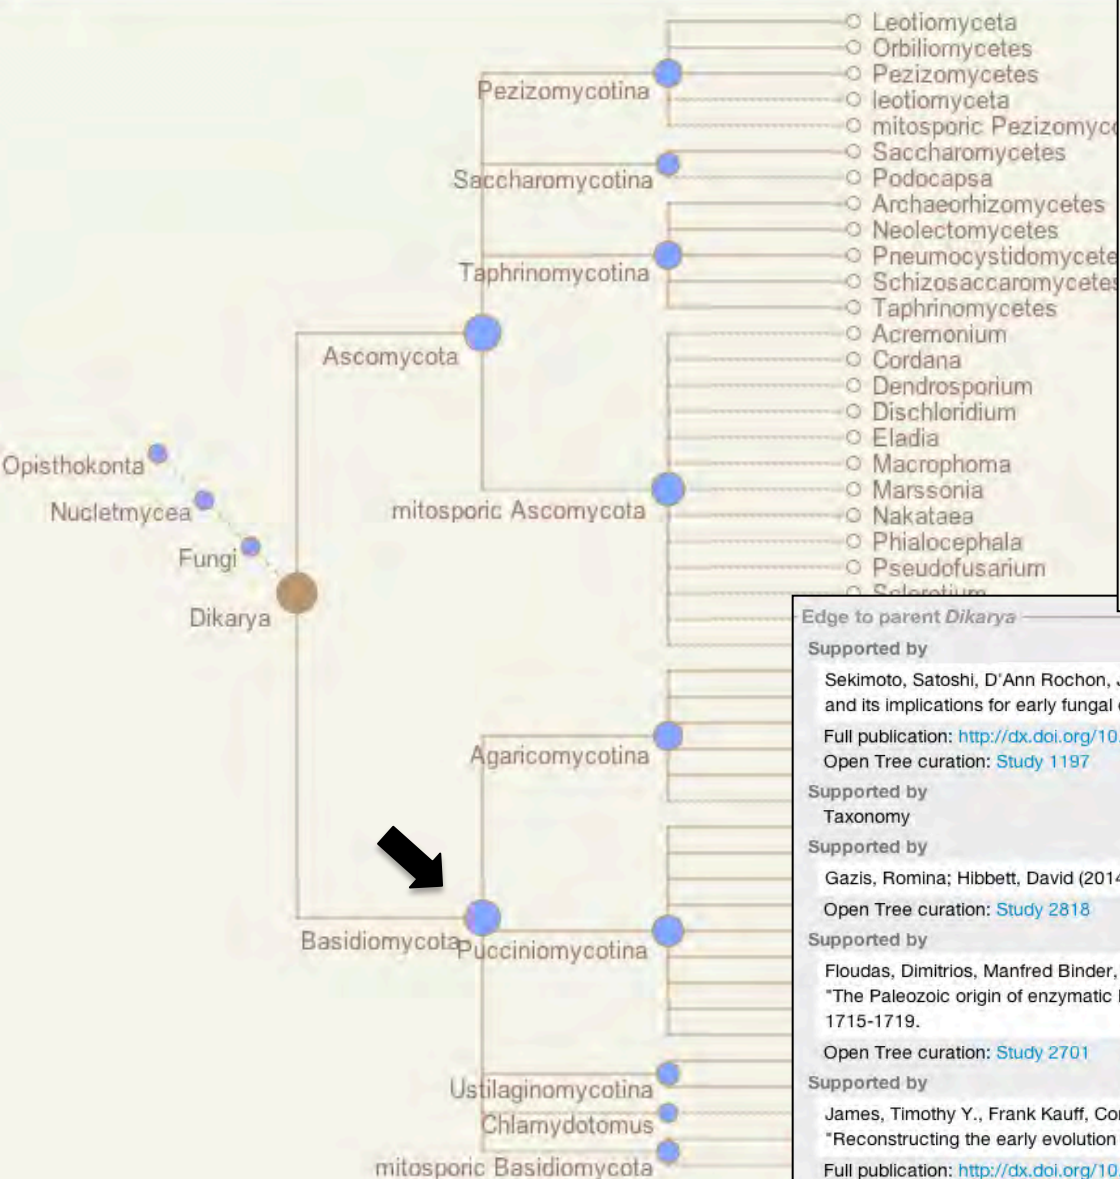 Leotiomyceta
Orbiliomycetes
Pezizomycetes
Pezizomycotina
leotiomyceta
mitosporic Pezizomyc
Saccharomycetes
Saccharomycotina
Podocapsa
Archaeorhizomycetes
Neolectomycetes
Taphrinomycotina
Pneumocystidomycete
Schizosaccaromycetes
Taphrinomycetes
Acremonium
Ascomycota
Cordana
Dendrosporium
Dischloridium
Eladia
Opisthokonta
Macrophoma
Marssonia
Nucletmycea
mitosporic Ascomycota
Nakataea
Phialocephala
Fungi
Pseudofusarium
Sclerotium
Dikarya
Edge to parent Dikarya
Supported by
Sekimoto, Satoshi, D'Ann Rochon, J
and its implications for early fungal
Full publication: http://dx.doi.org/10.
Open Tree curation: Study 1197
Agaricomycotina
Supported by
Taxonomy
Supported by
Gazis, Romina; Hibbett, David (2014
Open Tree curation: Study 2818
Basidiomycota
Pucciniomycotina
Supported by
Floudas, Dimitrios, Manfred Binder,
"The Paleozoic origin of enzymatic
1715-1719.
Open Tree curation: Study 2701
Ustilaginomycotina
Supported by
Chlamydotomus
James, Timothy Y., Frank Kauff, Co
"Reconstructing the early evolution
mitosporic Basidiomycota
Full publication: http://dx.doi.org/10.